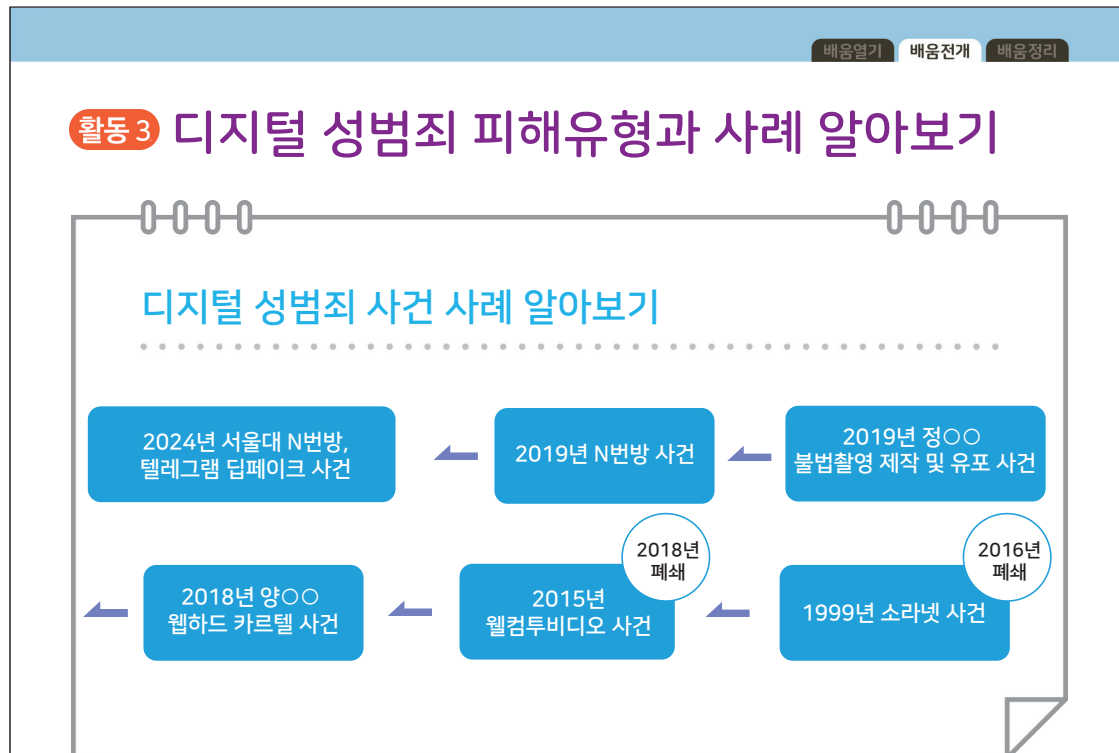 배움열기 배움전개 배움정리
활동 3 디지털 성범죄 피해유형과 사례 알아보기
디지털 성범죄 사건 사례 알아보기
2024년 서울대 N번방,
텔레그램 딥페이크 사건
2019년 N번방 사건
2019년 정○○
불법촬영 제작 및 유포 사건
2018년 양○○
웹하드 카르텔 사건
2018년
폐쇄
2015년
웰컴투비디오 사건
2016년
폐쇄
1999년 소라넷 사건